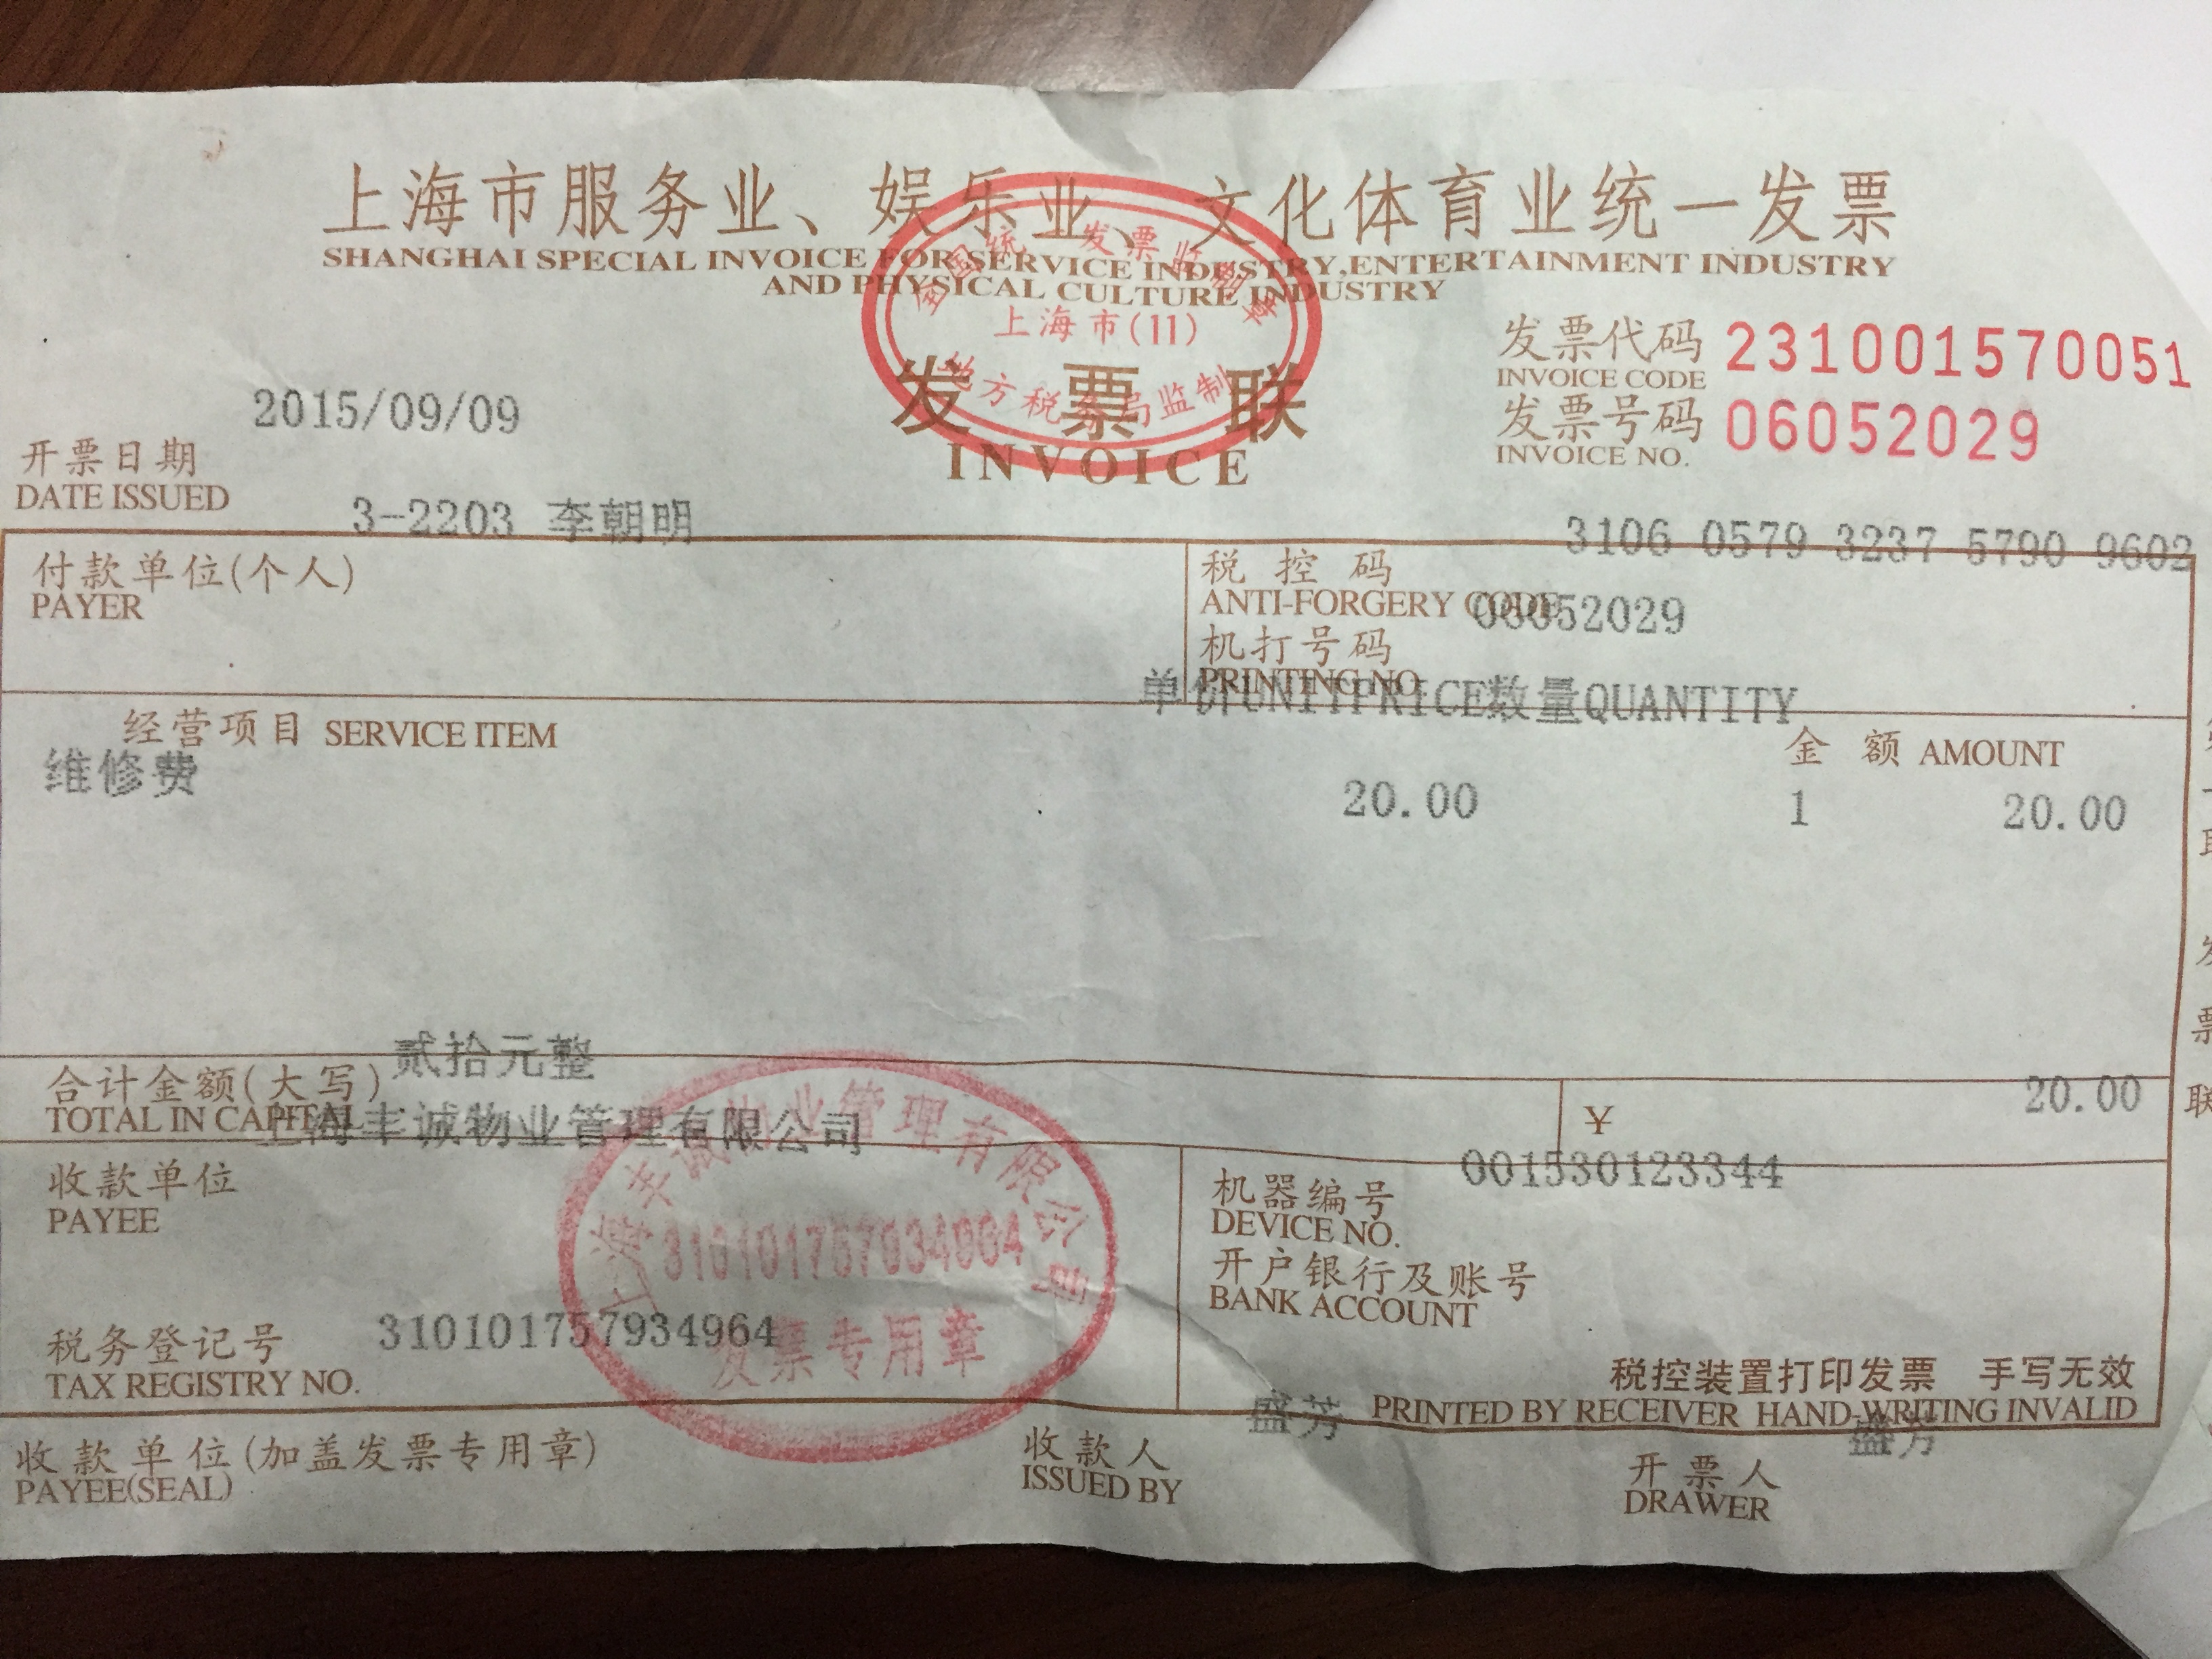 上海市服务业、娱乐业、文化体育业统一发票
SHANGHAI SPECIAL INVOICE FOR SERVICE INDUSTRY,ENTERTAINMENT INDUSTRY
AND PHYSICAL CULTURE INDUSTRY
全国统一发票监制章
上海市(11)
地方税务局监制
发票联
INVOICE
发票代码 231001570051
INVOICE CODE
发票号码 06052029
INVOICE NO.
2015/09/09
开票日期
DATE ISSUED
3-2203 李朝明
付款单位(个人)
PAYER
3106 0579 3237 5790 9602
税控码
ANTI-FORGERY CODE
06052029
机打号码
PRINTING NO
单价UNITPRICE数量QUANTITY
经营项目 SERVICE ITEM
金额 AMOUNT
维修费 20.00 1 20.00
贰拾元整
合计金额(大写)
TOTAL IN CAPITAL
¥ 20.00
上海丰诚物业管理有限公司
收款单位
PAYEE
001530123344
机器编号
DEVICE NO.
开户银行及账号
BANK ACCOUNT
税务登记号 310101757934964
TAX REGISTRY NO.
上海丰诚物业管理有限公司
310101757934964
发票专用章
税控装置打印发票 手写无效
PRINTED BY RECEIVER HAND-WRITING INVALID
收款单位(加盖发票专用章)
PAYEE(SEAL)
收款人 盛芳
ISSUED BY
开票人 盛芳
DRAWER
发票联